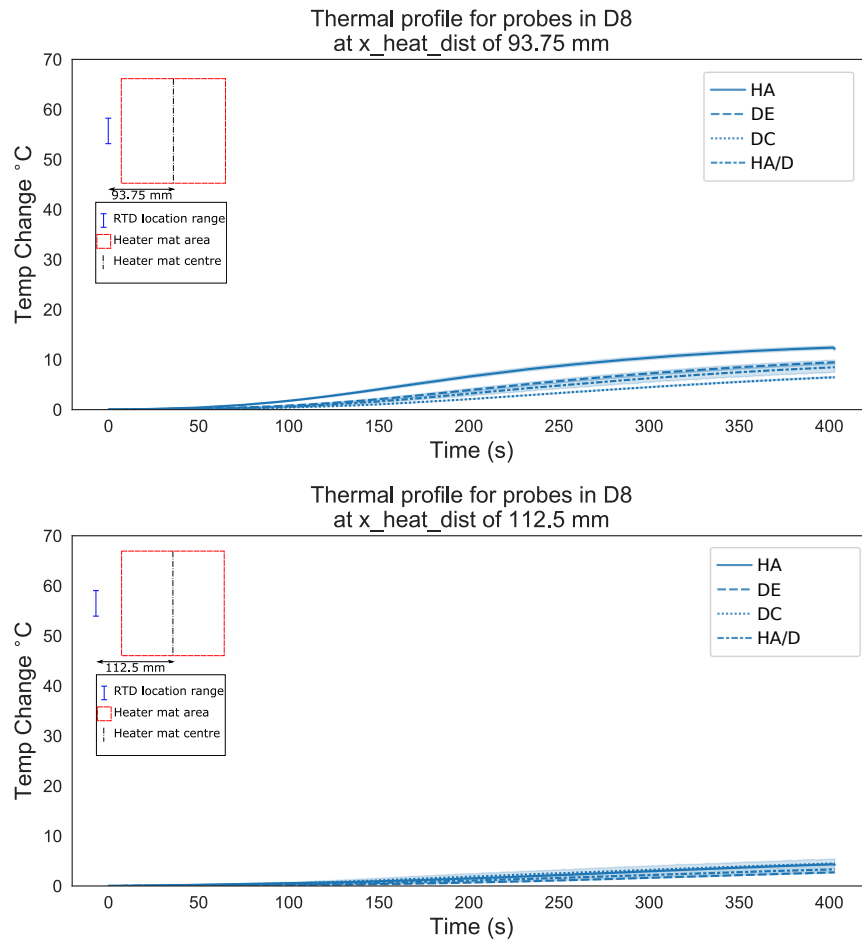 Thermal profile for probes in D8
at x_heat_dist of 93.75 mm
Temp Change °C
70
60
50
40
30
20
10
0
93.75 mm
RTD location range
Heater mat area
Heater mat centre
HA
DE
DC
HA/D
0 50 100 150 200 250 300 350 400
Time (s)
Thermal profile for probes in D8
at x_heat_dist of 112.5 mm
Temp Change °C
70
60
50
40
30
20
10
0
112.5 mm
RTD location range
Heater mat area
Heater mat centre
HA
DE
DC
HA/D
0 50 100 150 200 250 300 350 400
Time (s)